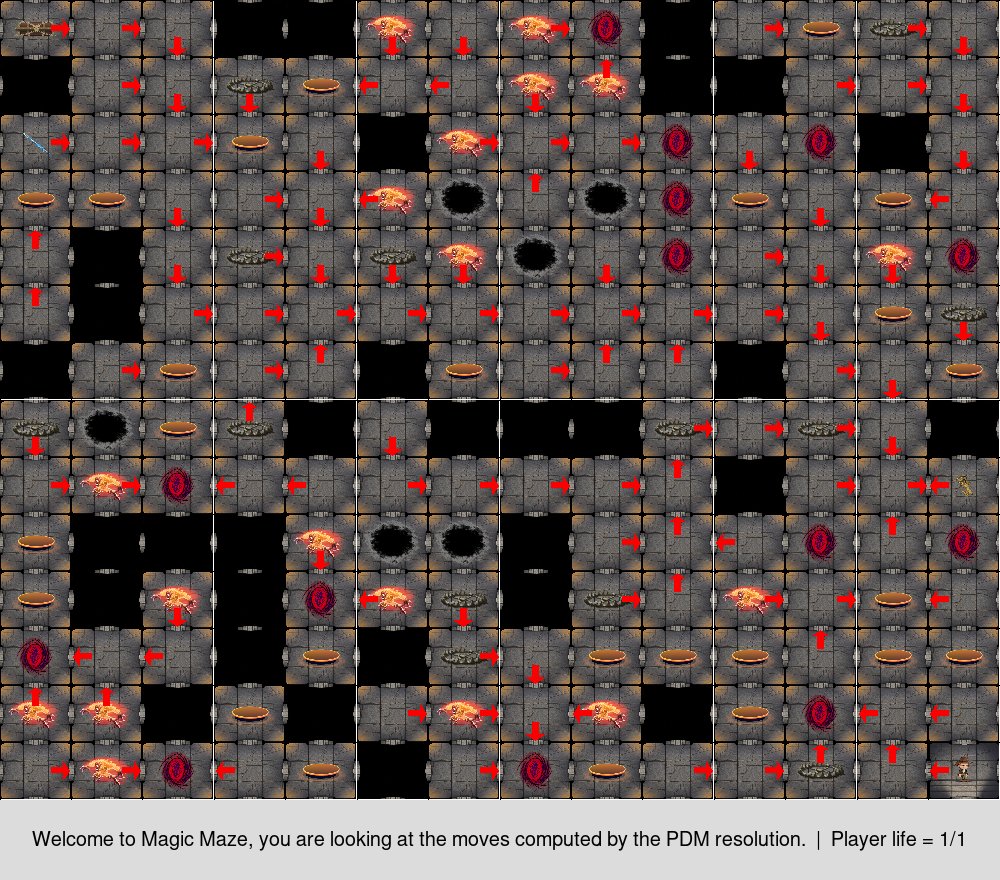 Welcome to Magic Maze, you are looking at the moves computed by the PDM resolution.  |  Player life = 1/1